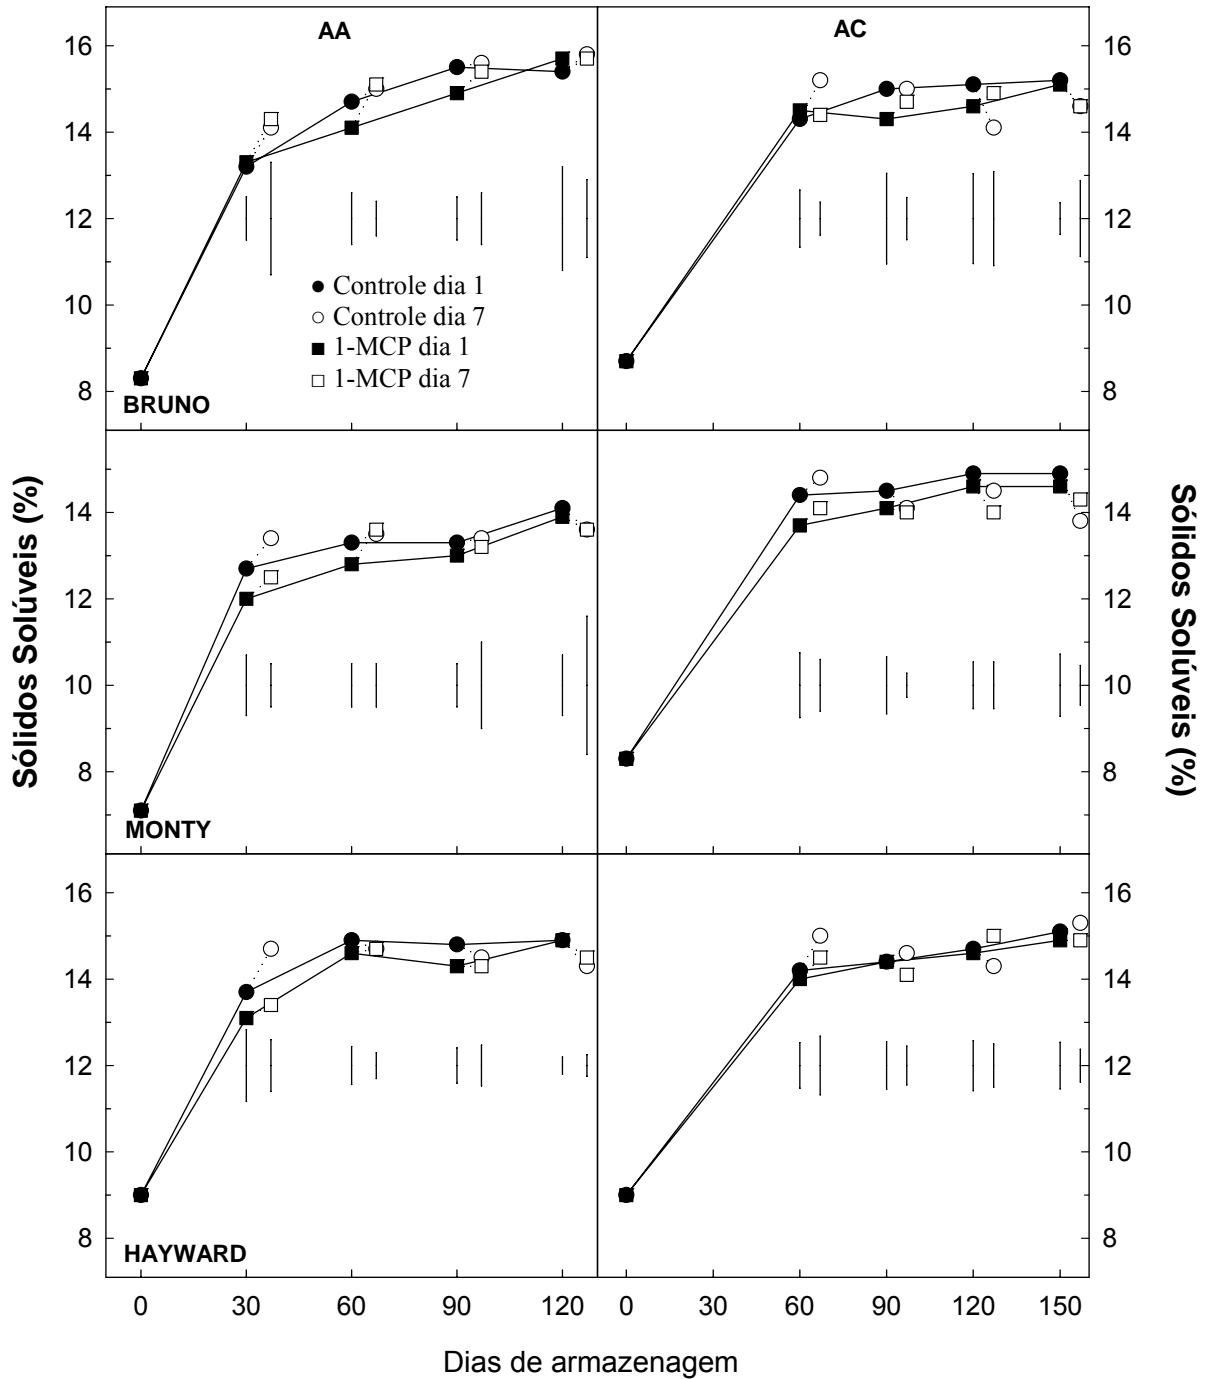 AA
AC
16
14
12
10
8
16
14
12
10
8
Controle dia 1
Controle dia 7
1-MCP dia 1
1-MCP dia 7
BRUNO
Sólidos Solúveis (%)
14
12
10
8
14
12
10
8
Sólidos Solúveis (%)
MONTY
16
14
12
10
8
16
14
12
10
8
HAYWARD
0 30 60 90 120
0 30 60 90 120 150
Dias de armazenagem